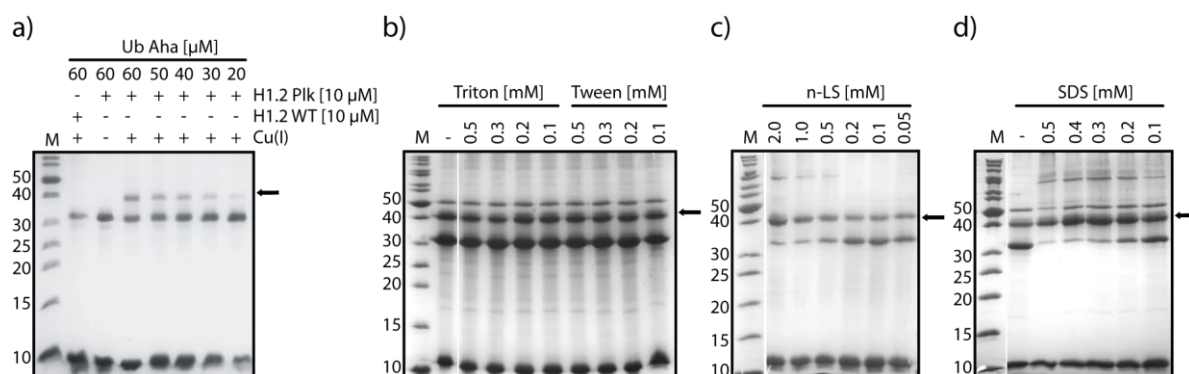 a)
Ub Aha [µM]
60 60 60 50 40 30 20
- + + + + + + H1.2 Plk [10 µM]
+ - - - - - - H1.2 WT [10 µM]
M + - + + + + + Cu(I)
50
40
30
25
20
15
10
b)
Triton [mM] Tween [mM]
M - 0.5 0.3 0.2 0.1 0.5 0.3 0.2 0.1
50
40
30
25
20
15
10
c)
n-LS [mM]
M 2.0 1.0 0.5 0.2 0.1 0.05
50
40
30
25
20
15
10
d)
SDS [mM]
M - 0.5 0.4 0.3 0.2 0.1
50
40
30
25
20
15
10